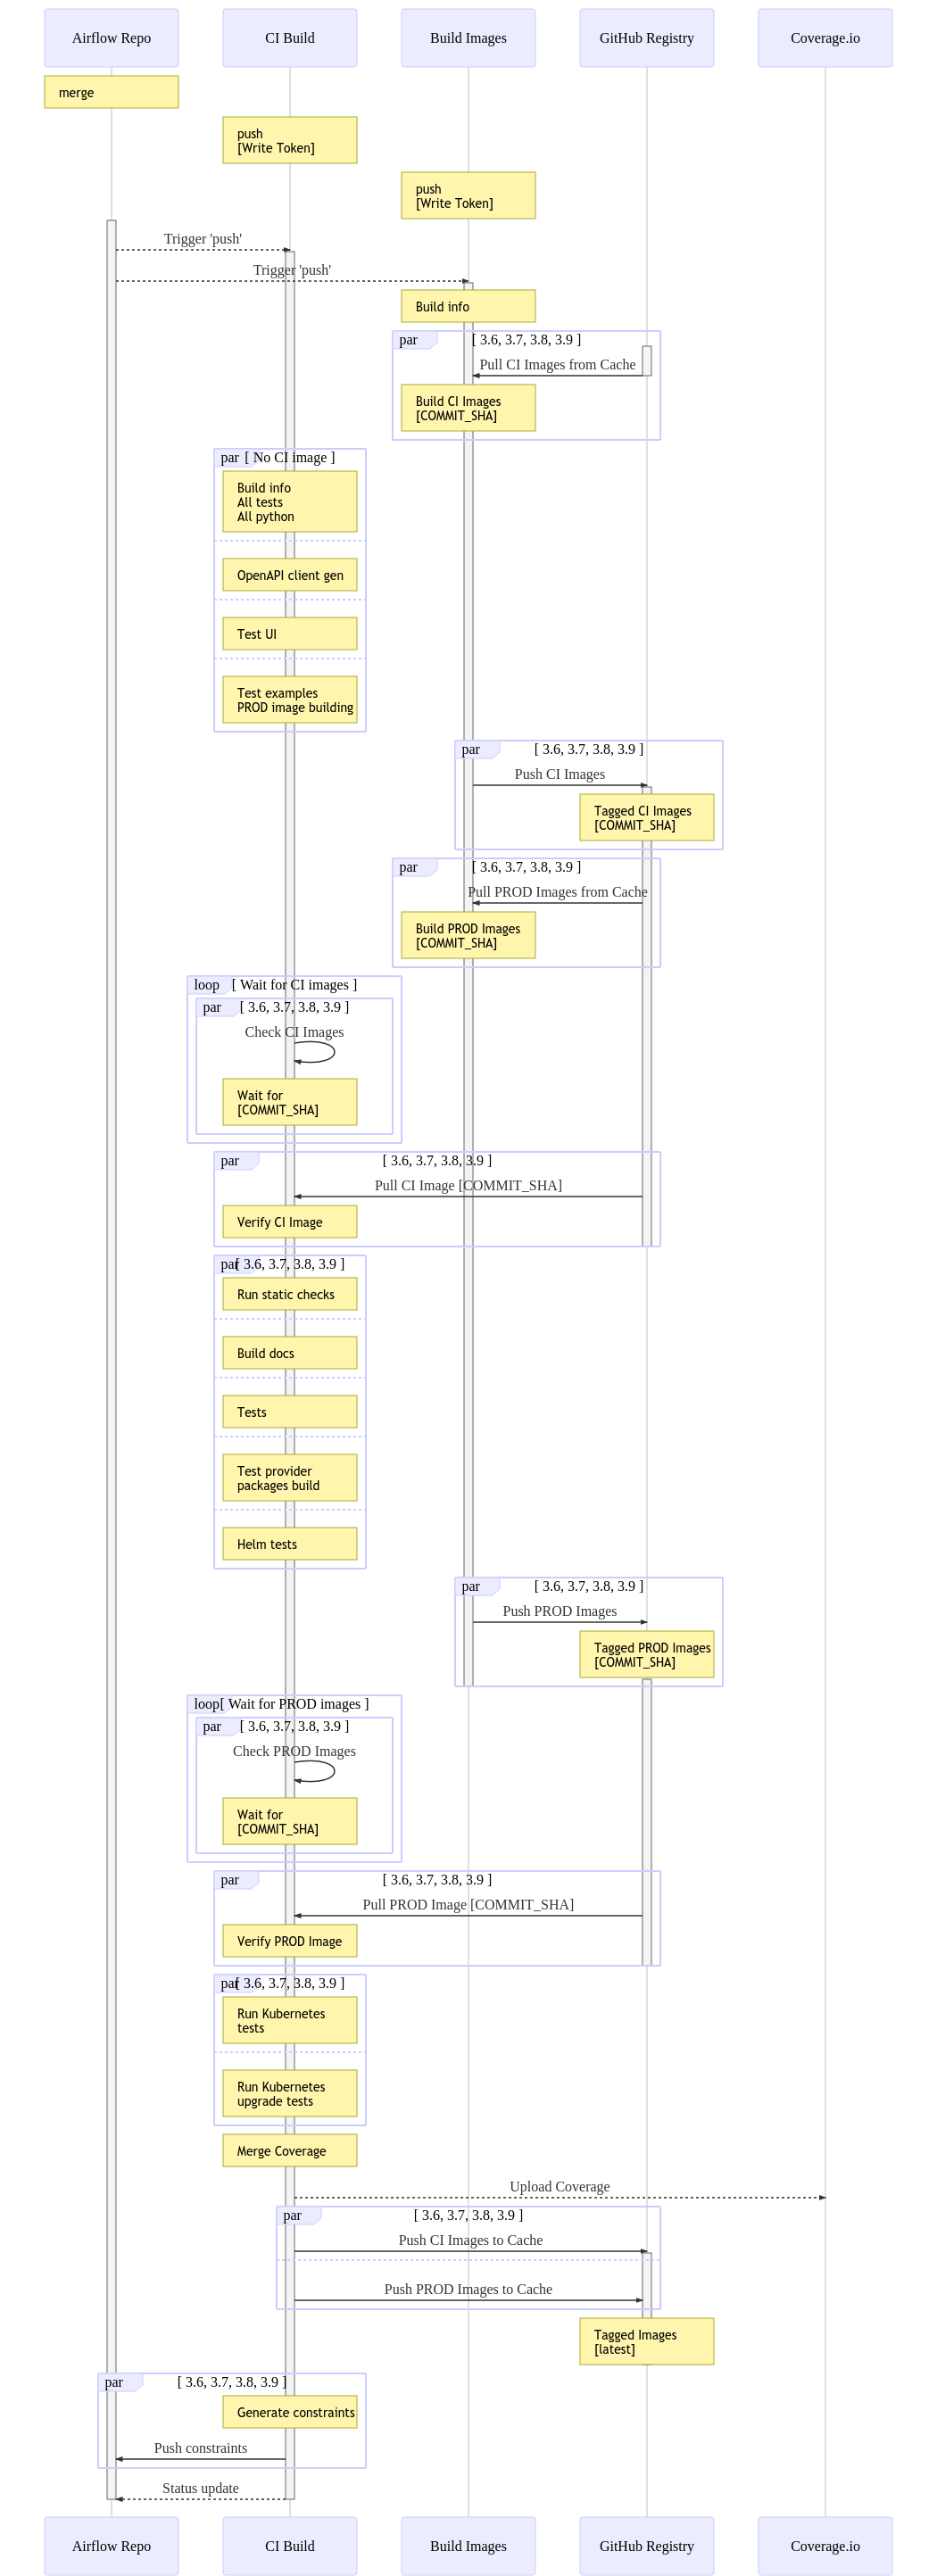 Airflow Repo
CI Build
Build Images
GitHub Registry
Coverage.io
merge
push
[Write Token]
push
[Write Token]
Trigger 'push'
Trigger 'push'
Build info
par
[ 3.6, 3.7, 3.8, 3.9 ]
Pull CI Images from Cache
Build CI Images
[COMMIT_SHA]
par
[ No CI image ]
Build info
All tests
All python
OpenAPI client gen
Test UI
Test examples
PROD image building
par
[ 3.6, 3.7, 3.8, 3.9 ]
Push CI Images
Tagged CI Images
[COMMIT_SHA]
par
[ 3.6, 3.7, 3.8, 3.9 ]
Pull PROD Images from Cache
Build PROD Images
[COMMIT_SHA]
loop
[ Wait for CI images ]
par
[ 3.6, 3.7, 3.8, 3.9 ]
Check CI Images
Wait for
[COMMIT_SHA]
par
[ 3.6, 3.7, 3.8, 3.9 ]
Pull CI Image [COMMIT_SHA]
Verify CI Image
par
[ 3.6, 3.7, 3.8, 3.9 ]
Run static checks
Build docs
Tests
Test provider
packages build
Helm tests
par
[ 3.6, 3.7, 3.8, 3.9 ]
Push PROD Images
Tagged PROD Images
[COMMIT_SHA]
loop
[ Wait for PROD images ]
par
[ 3.6, 3.7, 3.8, 3.9 ]
Check PROD Images
Wait for
[COMMIT_SHA]
par
[ 3.6, 3.7, 3.8, 3.9 ]
Pull PROD Image [COMMIT_SHA]
Verify PROD Image
par
[ 3.6, 3.7, 3.8, 3.9 ]
Run Kubernetes
tests
Run Kubernetes
upgrade tests
Merge Coverage
Upload Coverage
par
[ 3.6, 3.7, 3.8, 3.9 ]
Push CI Images to Cache
Push PROD Images to Cache
Tagged Images
[latest]
par
[ 3.6, 3.7, 3.8, 3.9 ]
Generate constraints
Push constraints
Status update
Airflow Repo
CI Build
Build Images
GitHub Registry
Coverage.io